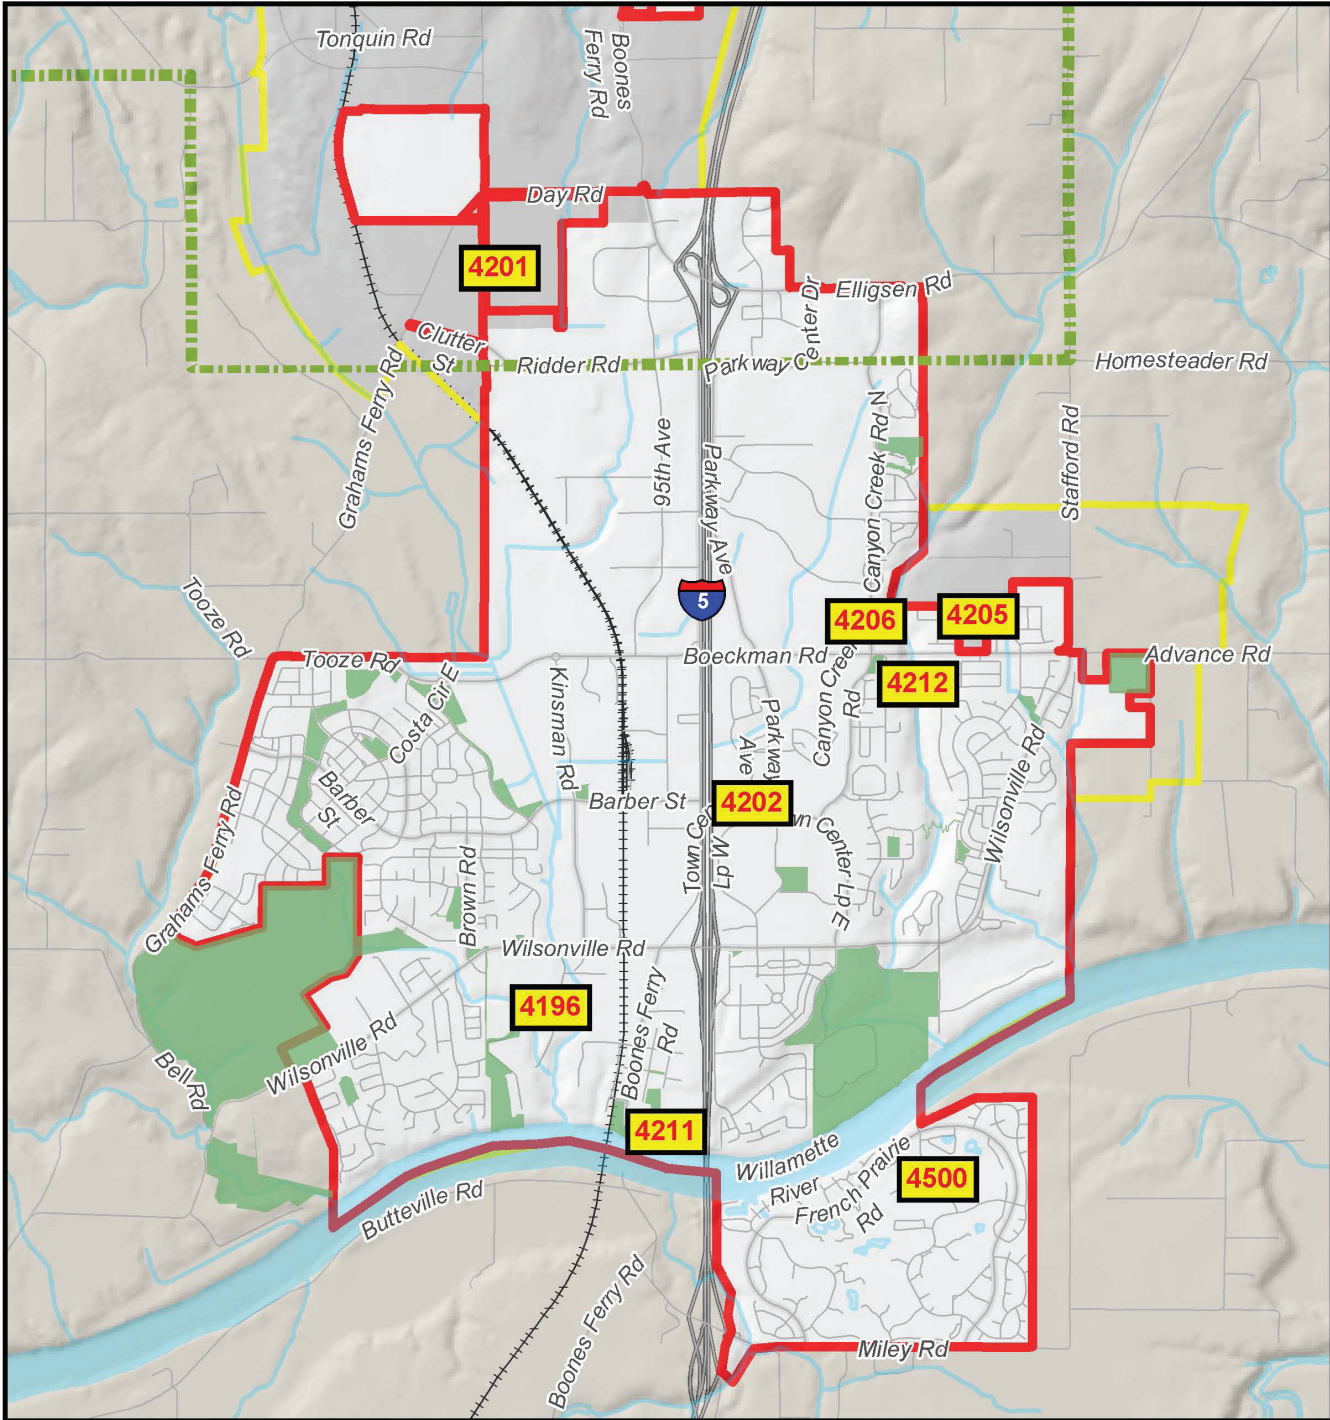 Tonquin Rd
Boones
Ferry Rd
Day Rd
4201
Elligsen Rd
Parkway Center Dr
Clutter
St
Ridder Rd
Homesteader Rd
Grahams Ferry Rd
95th Ave
Parkway Ave
Canyon Creek Rd N
Stafford Rd
5
Tooze Rd
4206
4205
Tooze Rd
Boeckman Rd
Advance Rd
Costa Cir E
Kinsman Rd
Canyon Creek
Rd
4212
Parkway
Ave
Wilsonville Rd
Barber
St
Barber St
4202
Town Cen
Lp W
wn Center Lp E
Grahams Ferry Rd
Brown Rd
Wilsonville Rd
4196
Boones Ferry
Rd
Wilsonville Rd
Bell Rd
4211
Willamette
River
French Prairie
Rd
4500
Butteville Rd
Boones Ferry Rd
Miley Rd